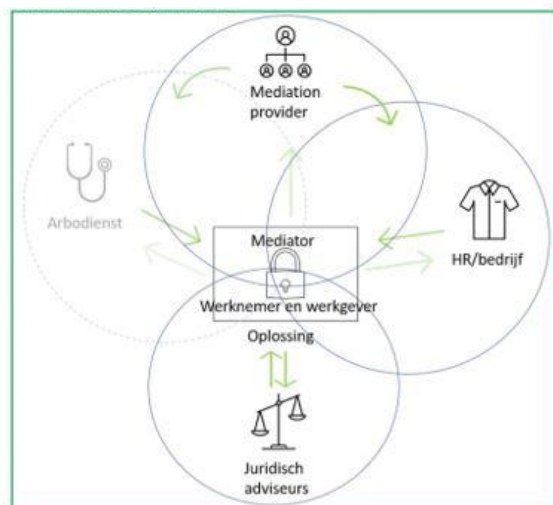 Mediation
provider
Arbodienst
HR/bedrijf
Mediator
Werknemer en werkgever
Oplossing
Juridisch
adviseurs